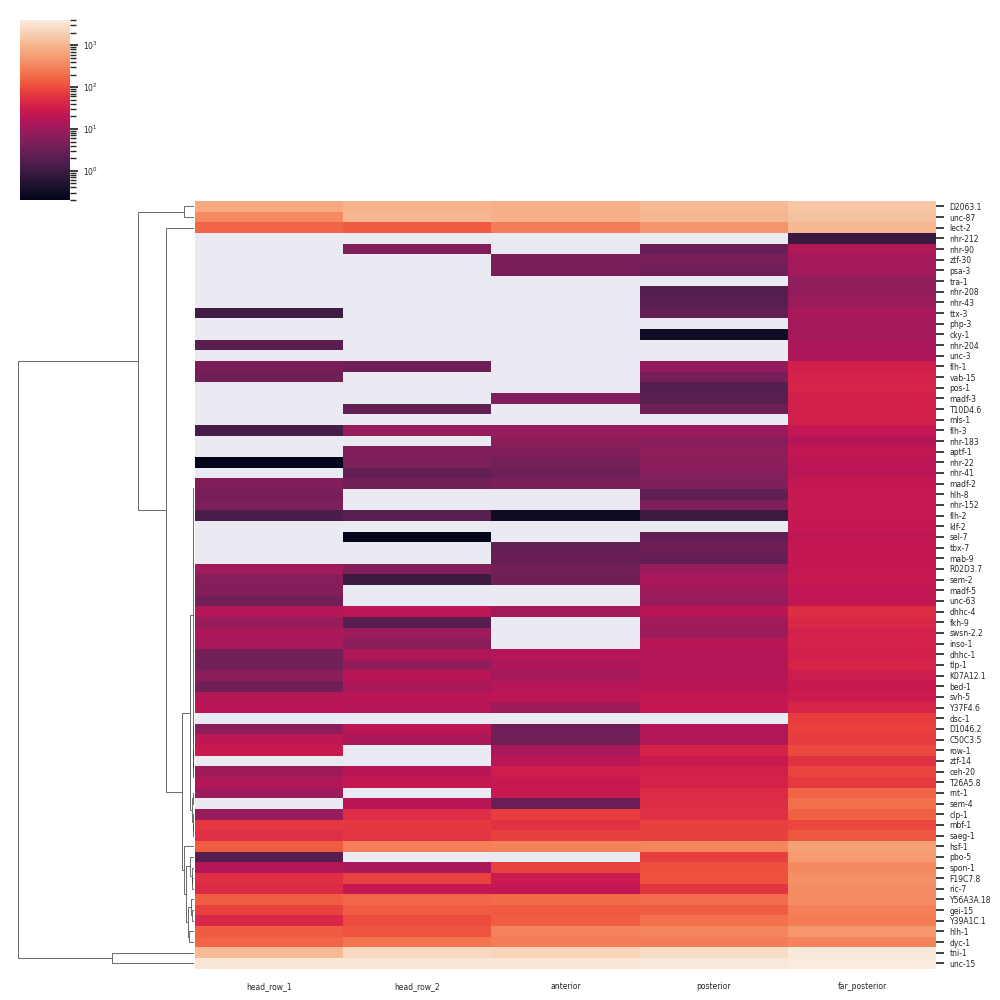 10³
10²
10¹
10⁰
D2063.1
unc-87
lect-2
nhr-212
nhr-90
ztf-30
psa-3
tra-1
nhr-208
nhr-43
ttx-3
php-3
cky-1
nhr-204
unc-3
flh-1
vab-15
pos-1
madf-3
T10D4.6
mls-1
flh-3
nhr-183
aptf-1
nhr-22
nhr-41
madf-2
hlh-8
nhr-152
flh-2
klf-2
sel-7
tbx-7
mab-9
R02D3.7
sem-2
madf-5
unc-63
dhhc-4
fkh-9
swsn-2.2
inso-1
dhhc-1
tlp-1
K07A12.1
bed-1
svh-5
Y37F4.6
dsc-1
D1046.2
C50C3.5
row-1
ztf-14
ceh-20
T26A5.8
rnt-1
sem-4
clp-1
mbf-1
saeg-1
hsf-1
pbo-5
spon-1
F19C7.8
ric-7
Y56A3A.18
gei-15
Y39A1C.1
hlh-1
dyc-1
tni-1
unc-15
head_row_1 head_row_2 anterior posterior far_posterior